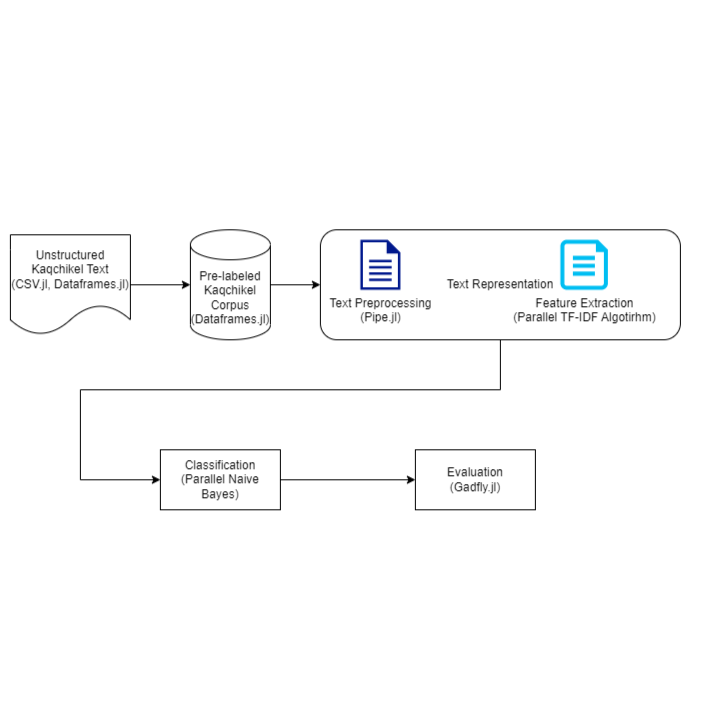 Unstructured
Kaqchikel Text
(CSV.jl, Dataframes.jl)
Pre-labeled
Kaqchikel
Corpus
(Dataframes.jl)
Text Preprocessing
(Pipe.jl)
Text Representation
Feature Extraction
(Parallel TF-IDF Algotirhm)
Classification
(Parallel Naive
Bayes)
Evaluation
(Gadfly.jl)